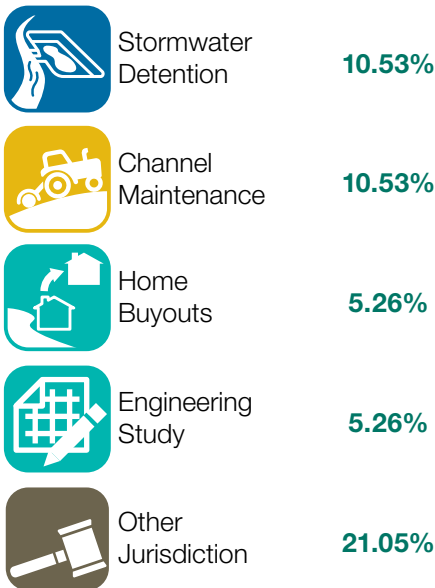 Stormwater
Detention
10.53%
Channel
Maintenance
10.53%
Home
Buyouts
5.26%
Engineering
Study
5.26%
Other
Jurisdiction
21.05%